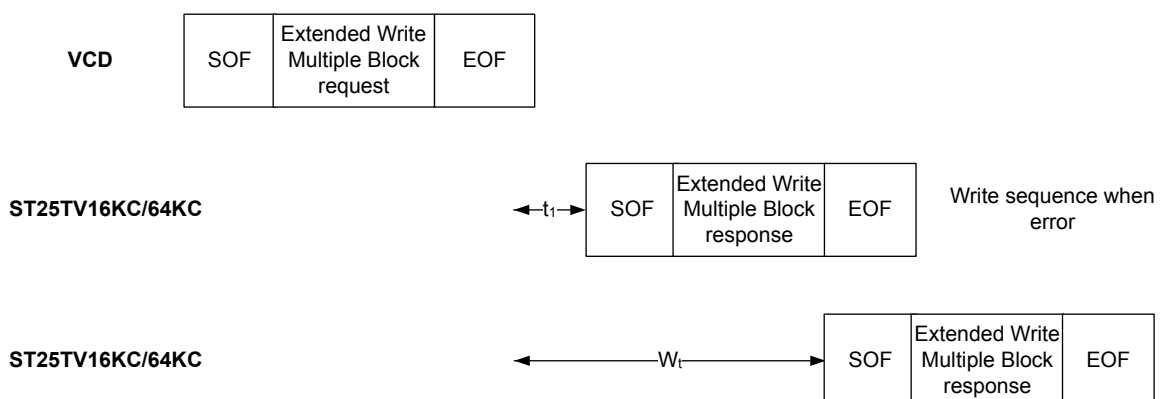 VCD
SOF
Extended Write
Multiple Block
request
EOF
ST25TV16KC/64KC
t1
SOF
Extended Write
Multiple Block
response
EOF
Write sequence when
error
ST25TV16KC/64KC
Wt
SOF
Extended Write
Multiple Block
response
EOF